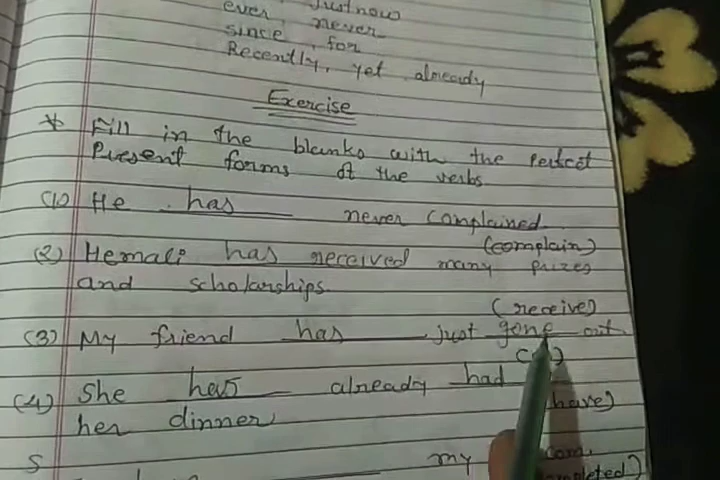 ever, Just now
never
since, for
Recently, yet already
Exercise
* Fill in the blanks with the perfect
Present forms of the verbs
(1) He has never complained.
(complain)
(2) Hemali has received many prizes
and scholarships
(receive)
(3) My friend has just gone out
(4) She has already had
(have)
her dinner
5 my